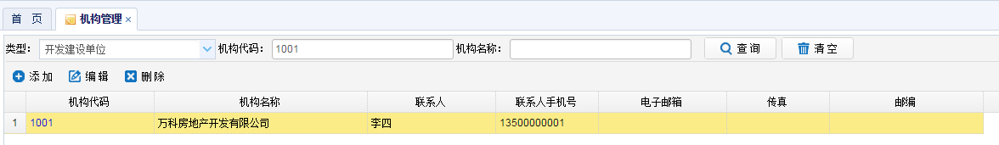 首 页 机构管理 ×
类型: 开发建设单位 机构代码: 1001 机构名称: 查询 清空
添加 编辑 删除
机构代码 机构名称 联系人 联系人手机号 电子邮箱 传真 邮编
1 1001 万科房地产开发有限公司 李四 13500000001